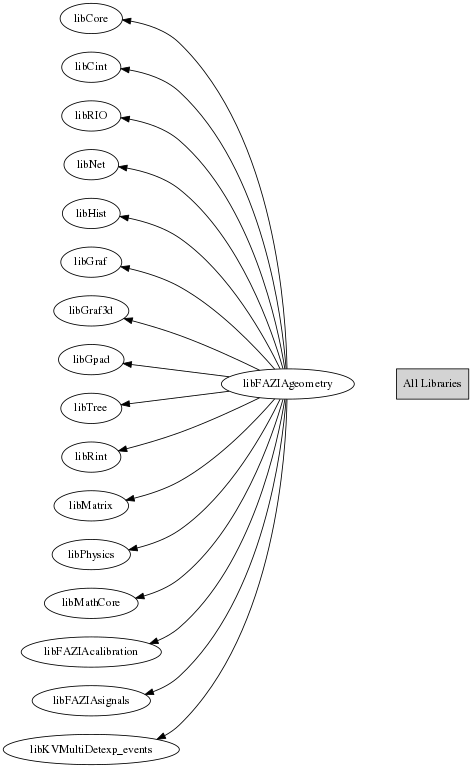 libCore
libCint
libRIO
libNet
libHist
libGraf
libGraf3d
libGpad
libFAZIAgeometry
All Libraries
libTree
libRint
libMatrix
libPhysics
libMathCore
libFAZIAcalibration
libFAZIAsignals
libKVMultiDetexp_events